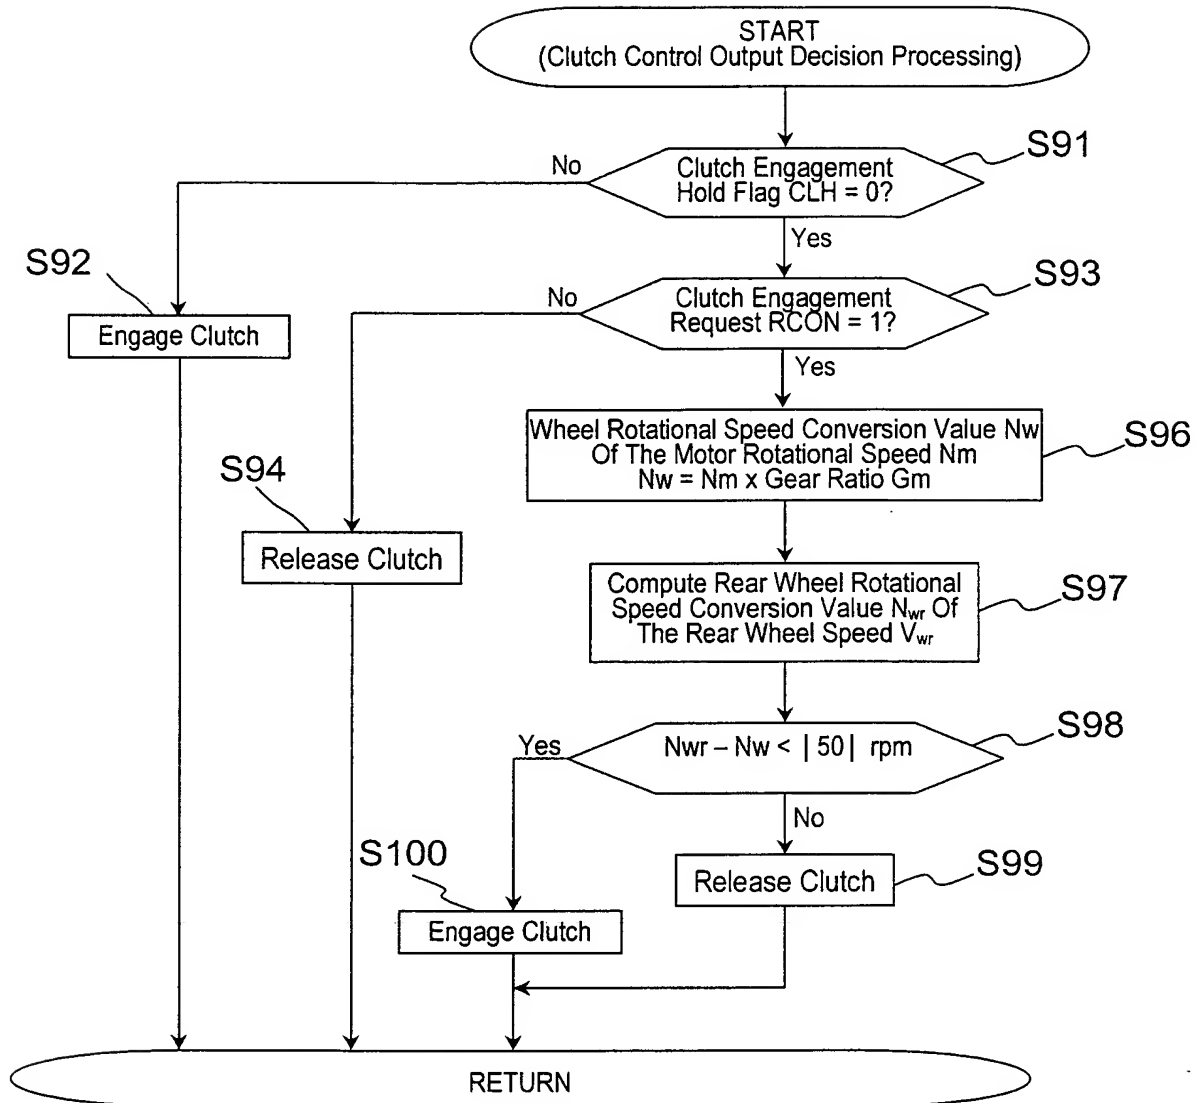 START
(Clutch Control Output Decision Processing)
S91
No
Clutch Engagement
Hold Flag CLH = 0?
Yes
S92
Engage Clutch
S93
No
Clutch Engagement
Request RCON = 1?
Yes
S96
Wheel Rotational Speed Conversion Value Nw
Of The Motor Rotational Speed Nm
Nw = Nm x Gear Ratio Gm
S94
Release Clutch
S97
Compute Rear Wheel Rotational
Speed Conversion Value Nwr Of
The Rear Wheel Speed Vwr
S98
Yes
Nwr – Nw < | 50 | rpm
No
S99
Release Clutch
S100
Engage Clutch
RETURN